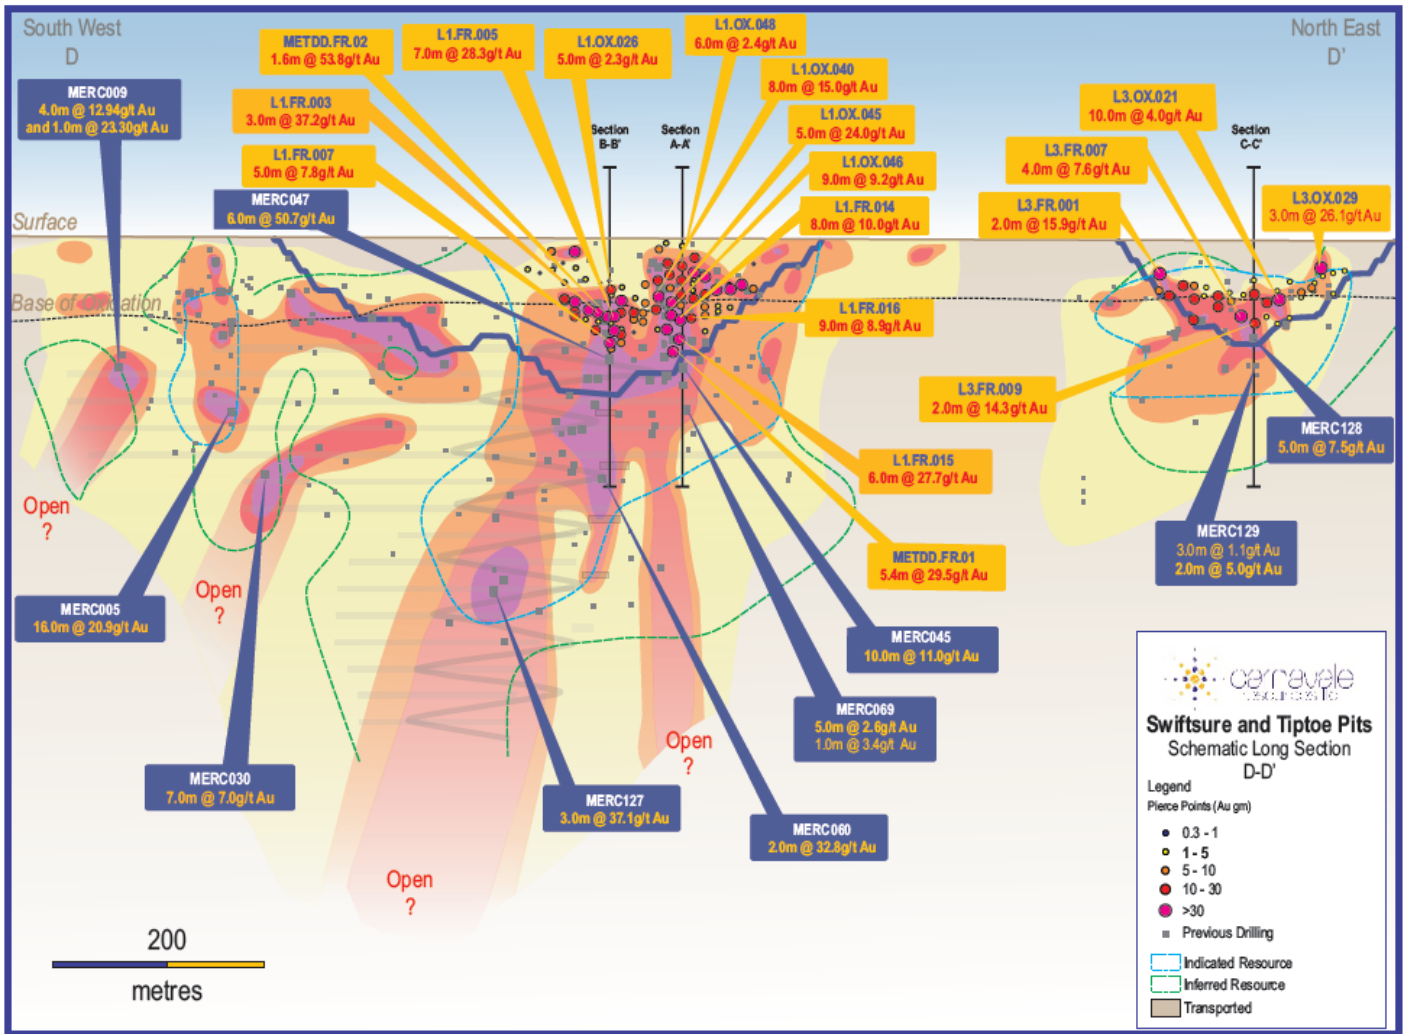 South West
D
North East
D'
MERC009
4.0m @ 12.94g/t Au
and 1.0m @ 23.30g/t Au
METDD.FR.02
1.6m @ 53.8g/t Au
L1.FR.005
7.0m @ 28.3g/t Au
L1.OX.026
5.0m @ 2.3g/t Au
L1.OX.048
6.0m @ 2.4g/t Au
L1.OX.040
8.0m @ 15.0g/t Au
L1.FR.003
3.0m @ 37.2g/t Au
L1.OX.045
5.0m @ 24.0g/t Au
L1.FR.007
5.0m @ 7.8g/t Au
L1.OX.046
9.0m @ 9.2g/t Au
MERC047
6.0m @ 50.7g/t Au
L1.FR.014
8.0m @ 10.0g/t Au
Section
B-B'
Section
A-A'
Section
C-C'
L3.OX.021
10.0m @ 4.0g/t Au
L3.FR.007
4.0m @ 7.6g/t Au
L3.FR.001
2.0m @ 15.9g/t Au
L3.OX.029
3.0m @ 26.1g/t Au
Surface
Base of Oxidation
L1.FR.016
9.0m @ 8.9g/t Au
L3.FR.009
2.0m @ 14.3g/t Au
MERC128
5.0m @ 7.5g/t Au
L1.FR.015
6.0m @ 27.7g/t Au
Open
?
METDD.FR.01
5.4m @ 29.5g/t Au
MERC129
3.0m @ 1.1g/t Au
2.0m @ 5.0g/t Au
Open
?
MERC005
16.0m @ 20.9g/t Au
MERC045
10.0m @ 11.0g/t Au
MERC069
5.0m @ 2.6g/t Au
1.0m @ 3.4g/t Au
Open
?
MERC030
7.0m @ 7.0g/t Au
MERC127
3.0m @ 37.1g/t Au
MERC060
2.0m @ 32.8g/t Au
Open
?
200
metres
carnavale
resources ltd
Swiftsure and Tiptoe Pits
Schematic Long Section
D-D'
Legend
Pierce Points (Au gm)
0.3 - 1
1 - 5
5 - 10
10 - 30
>30
Previous Drilling
Indicated Resource
Inferred Resource
Transported